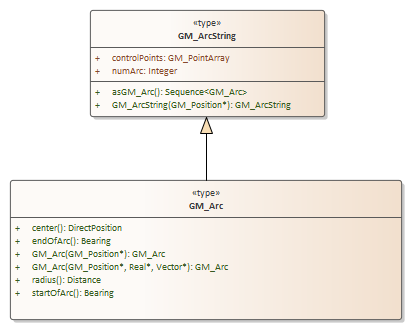 «type»
GM_ArcString
+ controlPoints: GM_PointArray
+ numArc: Integer
+ asGM_Arc(): Sequence<GM_Arc>
+ GM_ArcString(GM_Position*): GM_ArcString
«type»
GM_Arc
+ center(): DirectPosition
+ endOfArc(): Bearing
+ GM_Arc(GM_Position*): GM_Arc
+ GM_Arc(GM_Position*, Real*, Vector*): GM_Arc
+ radius(): Distance
+ startOfArc(): Bearing